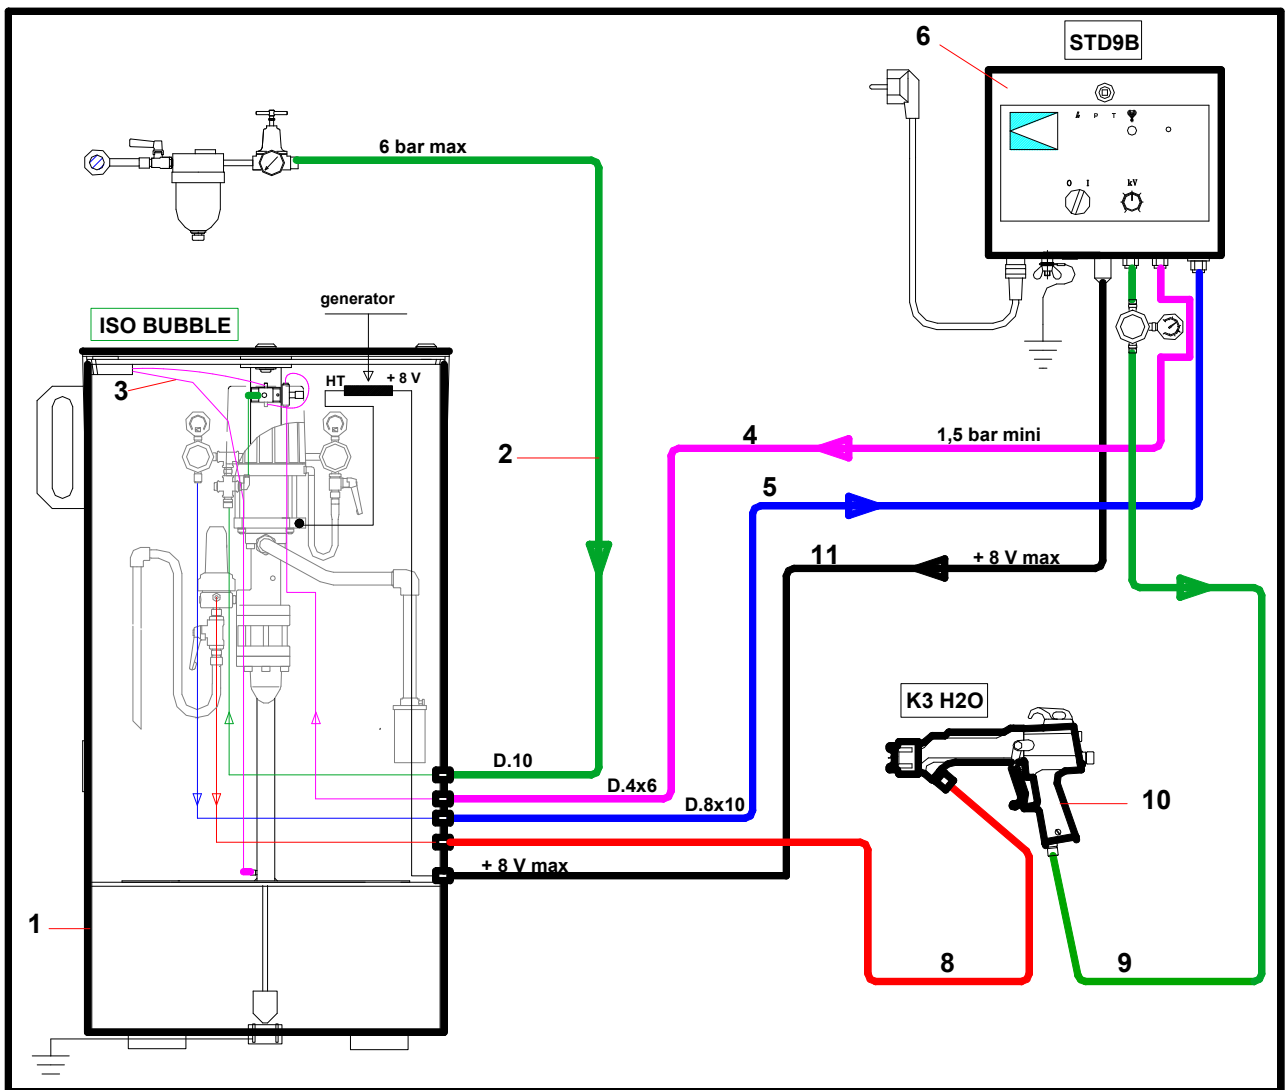 6
STD9B
6 bar max
P T
O I
kV
generator
ISO BUBBLE
HT
+ 8 V
3
4
1,5 bar mini
2
5
11
+ 8 V max
K3 H2O
D.10
D.4x6
D.8x10
10
+ 8 V max
1
8
9